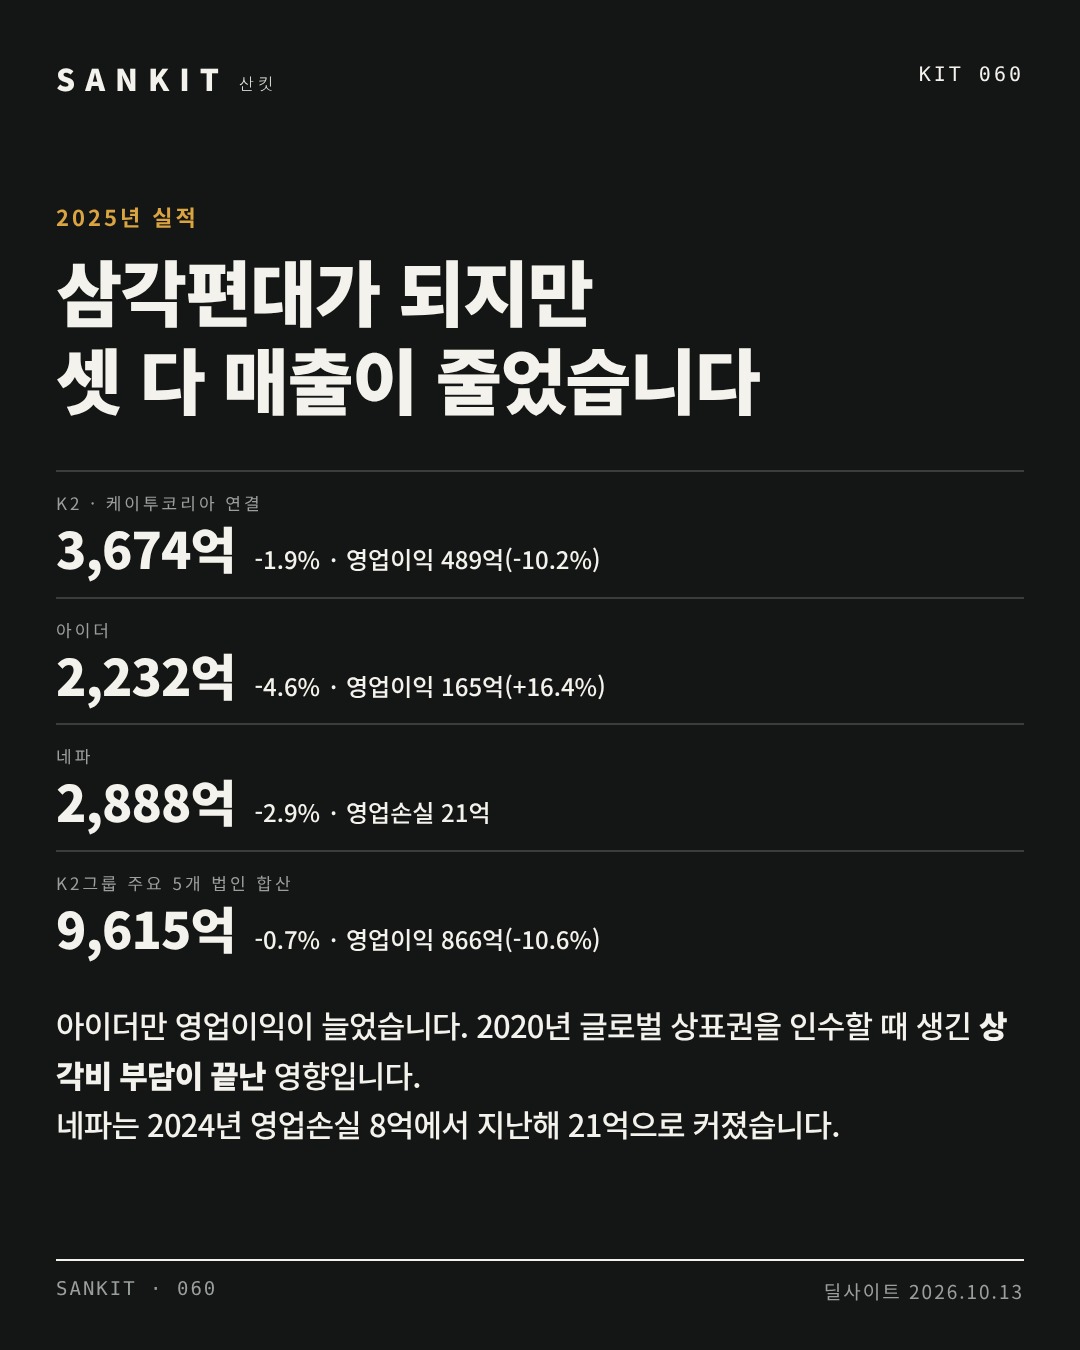 SANKIT 산킷
KIT 060
2025년 실적
삼각편대가 되지만
셋 다 매출이 줄었습니다
K2 · 케이투코리아 연결
3,674억 -1.9% · 영업이익 489억(-10.2%)
아이더
2,232억 -4.6% · 영업이익 165억(+16.4%)
네파
2,888억 -2.9% · 영업손실 21억
K2그룹 주요 5개 법인 합산
9,615억 -0.7% · 영업이익 866억(-10.6%)
아이더만 영업이익이 늘었습니다. 2020년 글로벌 상표권을 인수할 때 생긴 상
각비 부담이 끝난 영향입니다.
네파는 2024년 영업손실 8억에서 지난해 21억으로 커졌습니다.
SANKIT · 060
딜사이트 2026.10.13